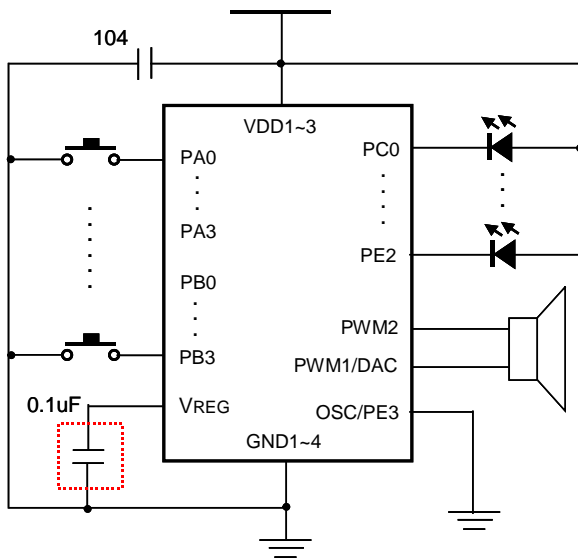 104
VDD1~3
PA0
PC0
PA3
PE2
PB0
PWM2
PB3
PWM1/DAC
0.1uF
VREG
OSC/PE3
GND1~4